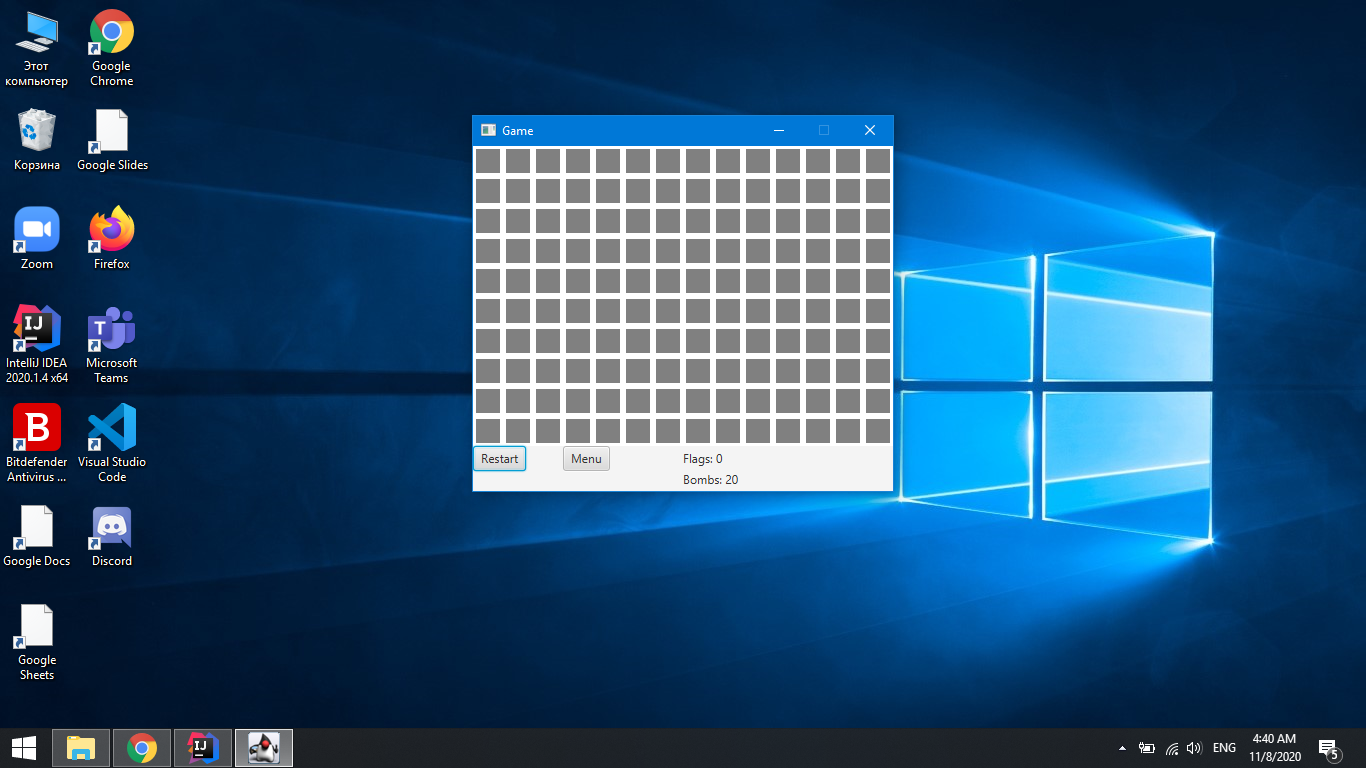 Этот
компьютер
Google
Chrome
Корзина
Google Slides
Zoom
Firefox
IntelliJ IDEA
2020.1.4 x64
Microsoft
Teams
Bitdefender
Antivirus ...
Visual Studio
Code
Google Docs
Discord
Google
Sheets
Game
Restart
Menu
Flags: 0
Bombs: 20
ENG
4:40 AM
11/8/2020
5